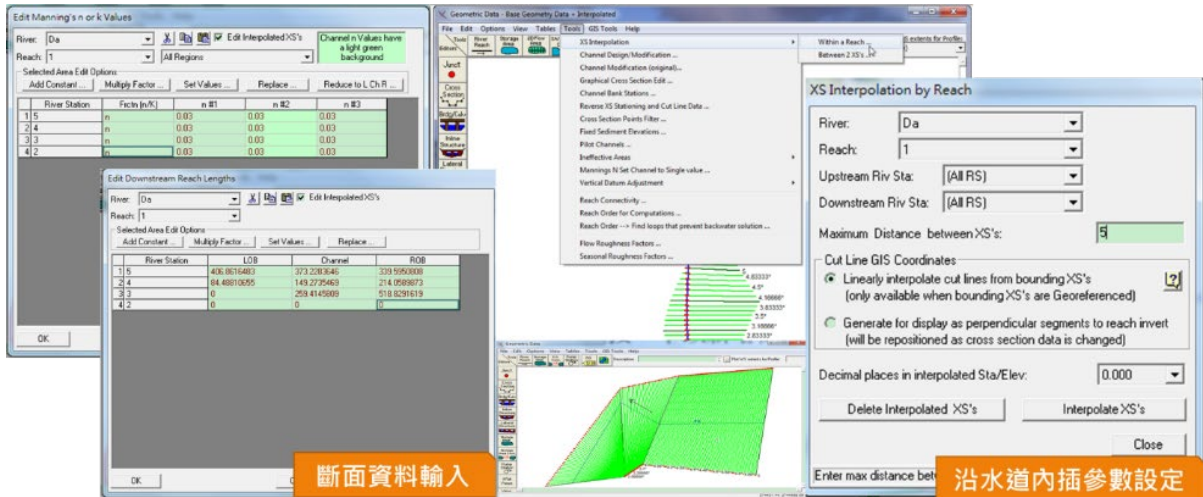 Edit Manning's n or k Values
River: Da
Edit Interpolated XS's
Channel n Values have a light green background
Reach: 1
All Regions
Selected Area Edit Options
Add Constant ... Multiply Factor ... Set Values ... Replace ... Reduce to L Ch R ...
River Station Frctn (n/K) n #1 n #2 n #3
1 5 n 0.03 0.03 0.03
2 4 n 0.03 0.03 0.03
3 3 n 0.03 0.03 0.03
4 2 n 0.03 0.03 0.03
OK
Edit Downstream Reach Lengths
River: Da
Edit Interpolated XS's
Reach: 1
Selected Area Edit Options
Add Constant ... Multiply Factor ... Set Values ... Replace ...
River Station LOB Channel ROB
1 5 406.8616483 373.2283646 339.5950808
2 4 84.48810655 149.2735469 214.0589873
3 3 0 259.4145809 518.8291619
4 2 0 0 0
OK
斷面資料輸入
Geometric Data - Base Geometry Data + Interpolated
File Edit Options View Tables Tools GIS Tools Help
XS Interpolation
Within a Reach ...
Between 2 XS's ...
Channel Design/Modification ...
Channel Modification (original)...
Graphical Cross Section Edit ...
Channel Bank Stations ...
Reverse XS Stationing and Cut Line Data ...
Cross Section Points Filter ...
Fixed Sediment Elevations ...
Pilot Channels ...
Ineffective Areas
Mannings N Set Channel to Single value ...
Vertical Datum Adjustment
Reach Connectivity ...
Reach Order for Computations ...
Reach Order --> Find loops that prevent backwater solution ...
Flow Roughness Factors ...
Seasonal Roughness Factors ...
XS Interpolation by Reach
River: Da
Reach: 1
Upstream Riv Sta: (All RS)
Downstream Riv Sta: (All RS)
Maximum Distance between XS's: 5
Cut Line GIS Coordinates
Linearly interpolate cut lines from bounding XS's
(only available when bounding XS's are Georeferenced)
Generate for display as perpendicular segments to reach invert
(will be repositioned as cross section data is changed)
Decimal places in interpolated Sta/Elev: 0.000
Delete Interpolated XS's Interpolate XS's
Close
Enter max distance bet
沿水道內插參數設定